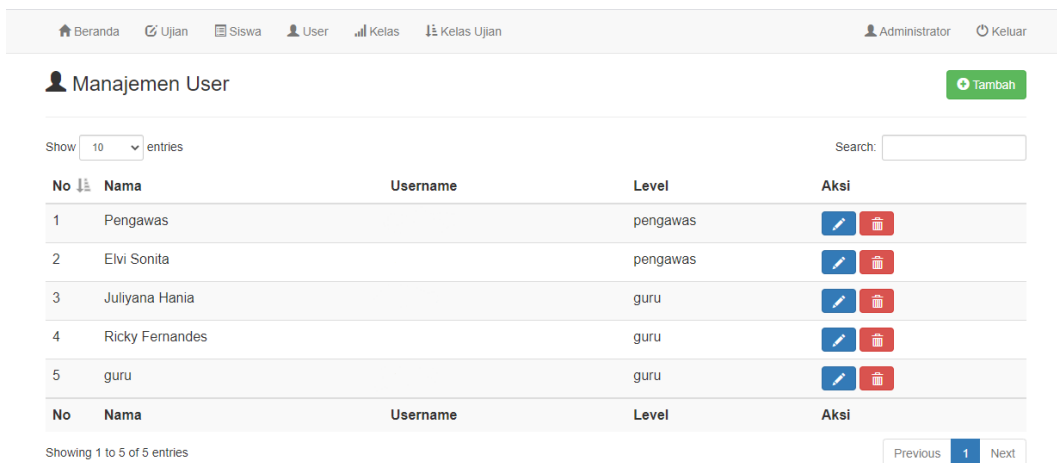 Beranda Ujian Siswa User Kelas Kelas Ujian Administrator Keluar
Manajemen User Tambah
Show 10 entries Search:
No Nama Username Level Aksi
1 Pengawas pengawas
2 Elvi Sonita pengawas
3 Juliyana Hania guru
4 Ricky Fernandes guru
5 guru guru
No Nama Username Level Aksi
Showing 1 to 5 of 5 entries Previous 1 Next